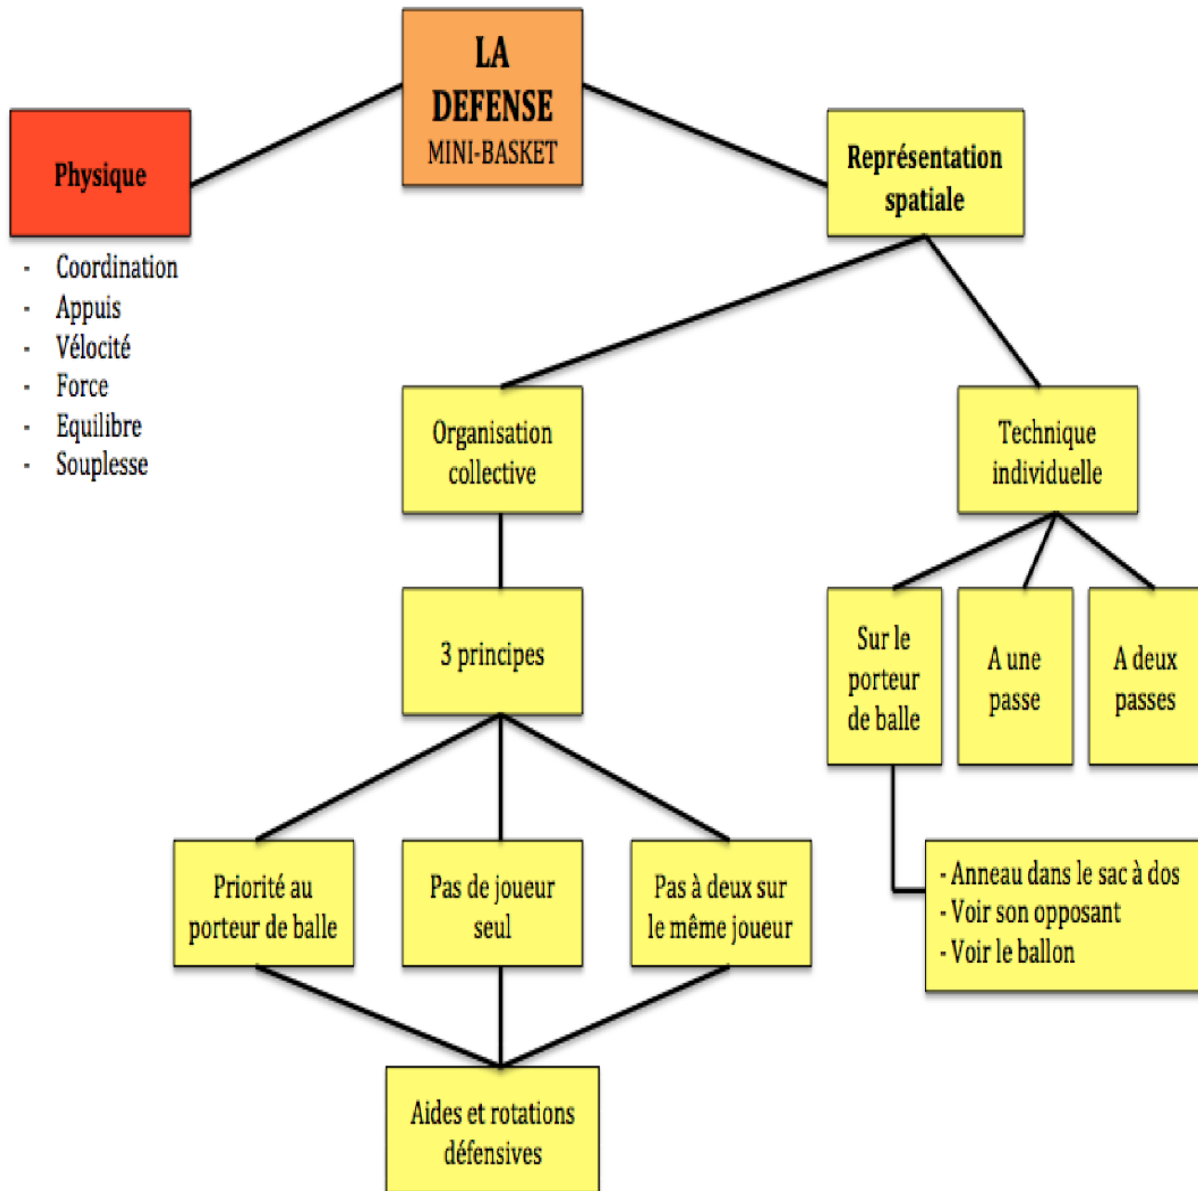 LA
DEFENSE
MINI-BASKET
Physique
- Coordination
- Appuis
- Vélocité
- Force
- Equilibre
- Souplesse
Représentation
spatiale
Organisation
collective
Technique
individuelle
3 principes
Sur le
porteur
de balle
A une
passe
A deux
passes
Priorité au
porteur de balle
Pas de joueur
seul
Pas à deux sur
le même joueur
- Anneau dans le sac à dos
- Voir son opposant
- Voir le ballon
Aides et rotations
défensives